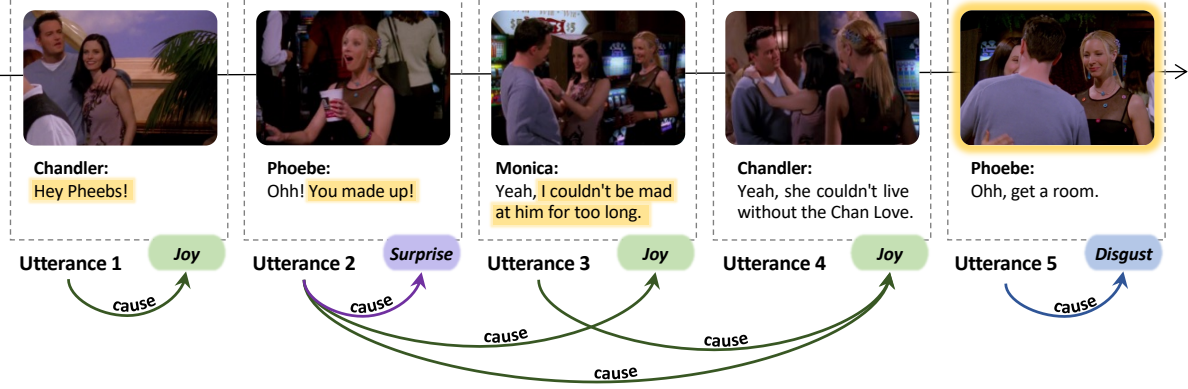 Chandler:
Hey Pheebs!
Phoebe:
Ohh! You made up!
Monica:
Yeah, I couldn't be mad
at him for too long.
Chandler:
Yeah, she couldn't live
without the Chan Love.
Phoebe:
Ohh, get a room.
Utterance 1
Joy
Utterance 2
Surprise
Utterance 3
Joy
Utterance 4
Joy
Utterance 5
Disgust
cause
cause
cause
cause
cause
cause